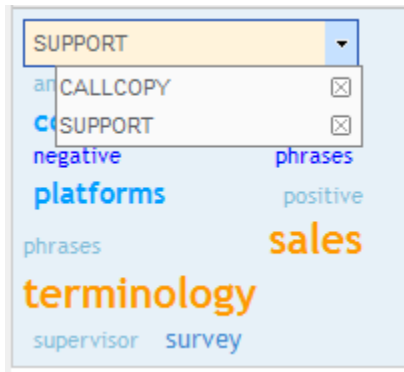 SUPPORT
CALLCOPY
SUPPORT
negative phrases
platforms positive
phrases sales
terminology
supervisor survey